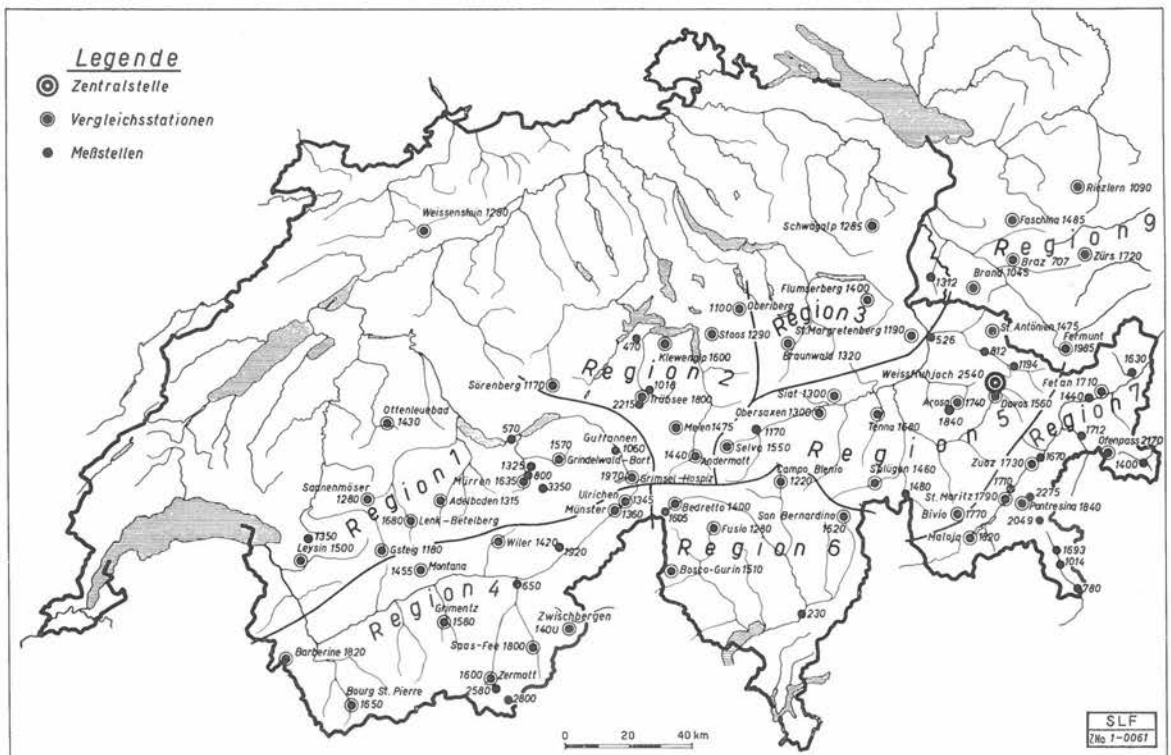 Legende
Zentralstelle
Vergleichsstationen
Meßstellen
Weissenstein 1280
Schwägalp 1285
Riezlern 1090
Faschina 1485
Region 9
Braz 707
Zürs 1720
Brand 1045
1312
Flumserberg 1400
1100 Oberiberg
Region 3
Stoos 1290
St. Margretenberg 1190
526
St. Antönien 1475
Fermunt
1985
812
1194
1630
470
Klewenalp 1600
Braunwald 1320
Region 2
Weissfluhjoch 2540
Fetan 1710
1440
Sörenberg 1170
1018
Trübsee 1800
2215
Siat 1300
Arosa 1740
1840
Davos 1560
Region 7
Ottenleuebad
1430
570
Obersaxen
1300
Meien 1475
1170
Tenna 1680
Region 5
1712
Ofenpass 2170
1400
Guttannen
1060
1570
Grindelwald-Bort
1440
Andermatt
Selva 1550
Region 1
1325
800
Mürren 1635
3350
1970
Grimsel-Hospiz
Campo Blenio
1220
Splügen 1460
1480
Zuoz 1730
1670
1710
St. Moritz 1790
2275
Pontresina 1840
2049
Saanenmöser
1280
Adelboden 1315
Ulrichen
1345
Münster
1360
1605
Bedretto 1400
San Bernardino
1620
Bivio 1770
Maloja 1820
1680
Lenk-Betelberg
Fusio 1280
Region 6
1350
Leysin 1500
Gsteig 1180
Wiler 1420
1920
1693
1014
780
1455 Montana
Bosco-Gurin 1510
650
Region 4
Grimentz
1580
Zwischbergen
1400
230
Saas-Fee 1800
Barberine 1820
1600 Zermatt
2580
2800
Bourg St. Pierre
1650
0 20 40 km
SLF
ZNo 1-0061